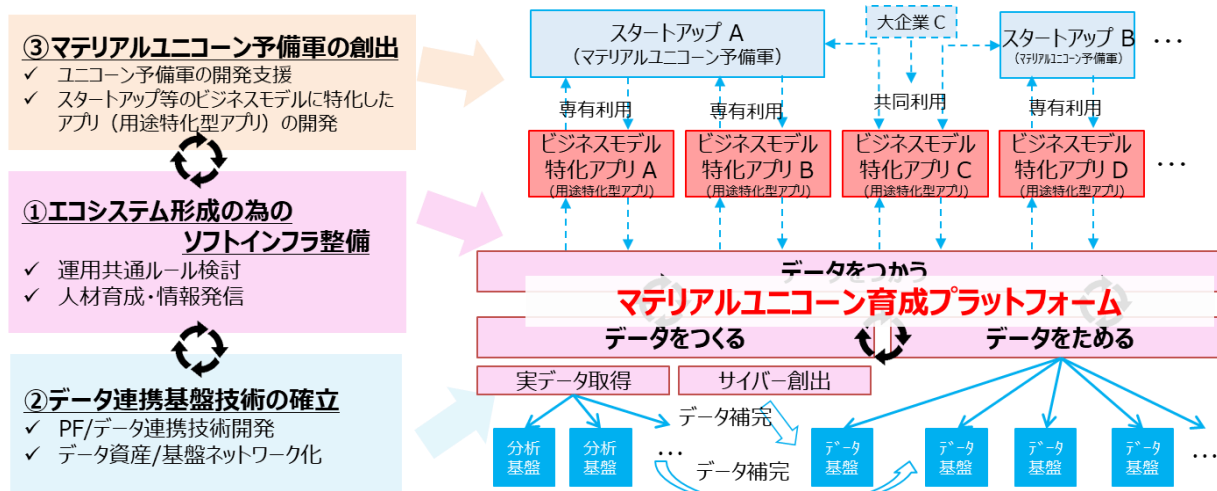 ③マテリアルユニコーン予備軍の創出
✓ ユニコーン予備軍の開発支援
✓ スタートアップ等のビジネスモデルに特化した
アプリ（用途特化型アプリ）の開発
①エコシステム形成の為の
ソフトインフラ整備
✓ 運用共通ルール検討
✓ 人材育成・情報発信
②データ連携基盤技術の確立
✓ PF/データ連携技術開発
✓ データ資産/基盤ネットワーク化
スタートアップ A
（マテリアルユニコーン予備軍）
大企業 C
スタートアップ B
（マテリアルユニコーン予備軍）
…
専有利用
専有利用
共同利用
専有利用
ビジネスモデル
特化アプリ A
（用途特化型アプリ）
ビジネスモデル
特化アプリ B
（用途特化型アプリ）
ビジネスモデル
特化アプリ C
（用途特化型アプリ）
ビジネスモデル
特化アプリ D
（用途特化型アプリ）
…
データをつかう
マテリアルユニコーン育成プラットフォーム
データをつくる
データをためる
実データ取得
サイバー創出
データ補完
分析
基盤
分析
基盤
…
データ補完
データ
基盤
データ
基盤
データ
基盤
データ
基盤
…